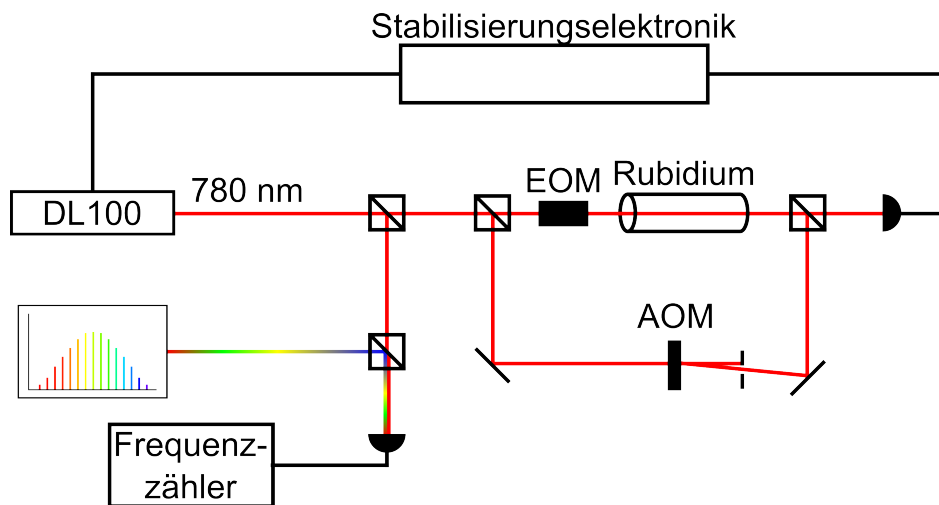 Stabilisierungselektronik
780 nm
DL100
EOM
Rubidium
AOM
Frequenz-
zähler